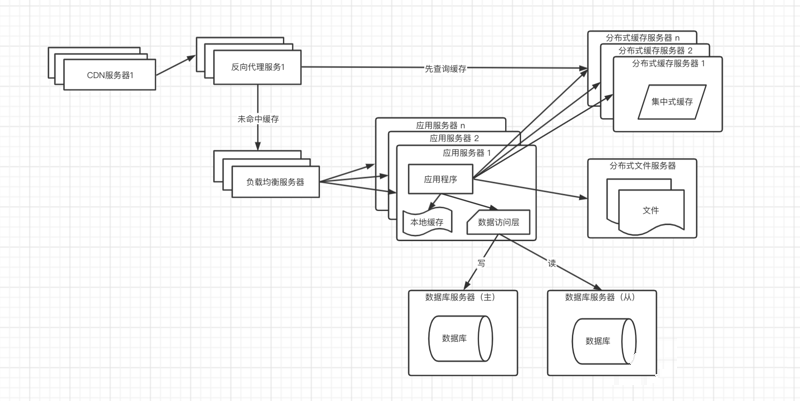 分布式缓存服务器 n
分布式缓存服务器 2
分布式缓存服务器 1
集中式缓存
CDN服务器1
反向代理服务1
先查询缓存
未命中缓存
负载均衡服务器
应用服务器 n
应用服务器 2
应用服务器 1
应用程序
本地缓存
数据访问层
分布式文件服务器
文件
写
读
数据库服务器（主）
数据库
数据库服务器（从）
数据库